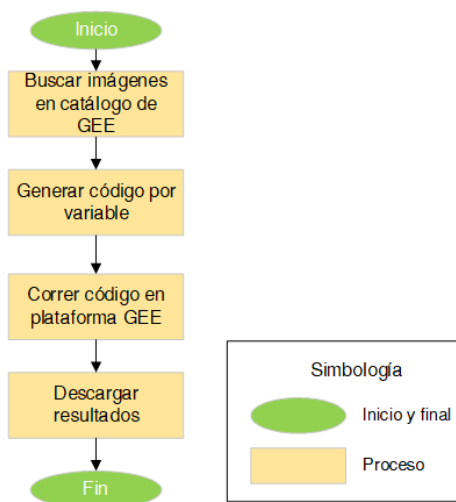 Inicio
Buscar imágenes
en catálogo de
GEE
Generar código por
variable
Correr código en
plataforma GEE
Descargar
resultados
Fin
Simbología
Inicio y final
Proceso